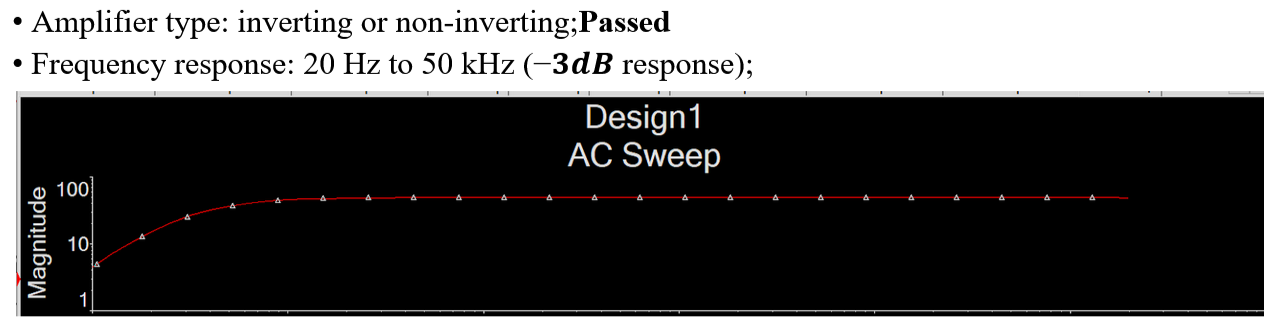 • Amplifier type: inverting or non-inverting;Passed
• Frequency response: 20 Hz to 50 kHz (−3dB response);
Design1
AC Sweep
Magnitude
100
10
1